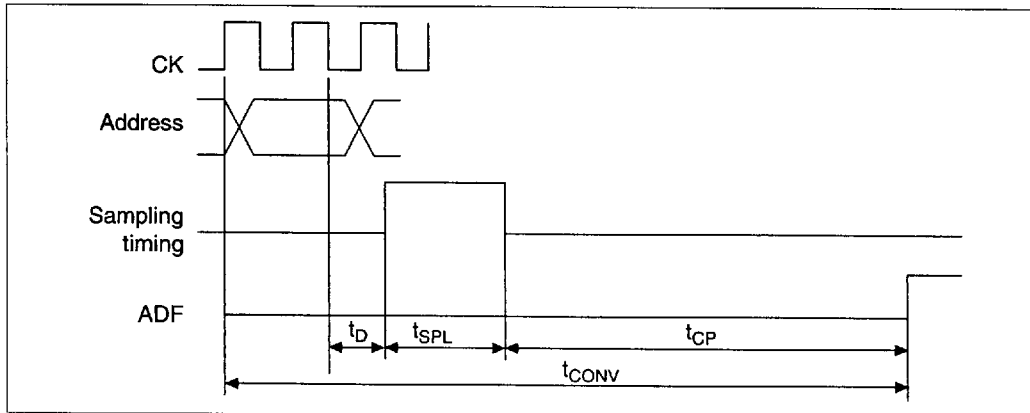 CK
Address
Sampling
timing
ADF
tD
tSPL
tCP
tCONV